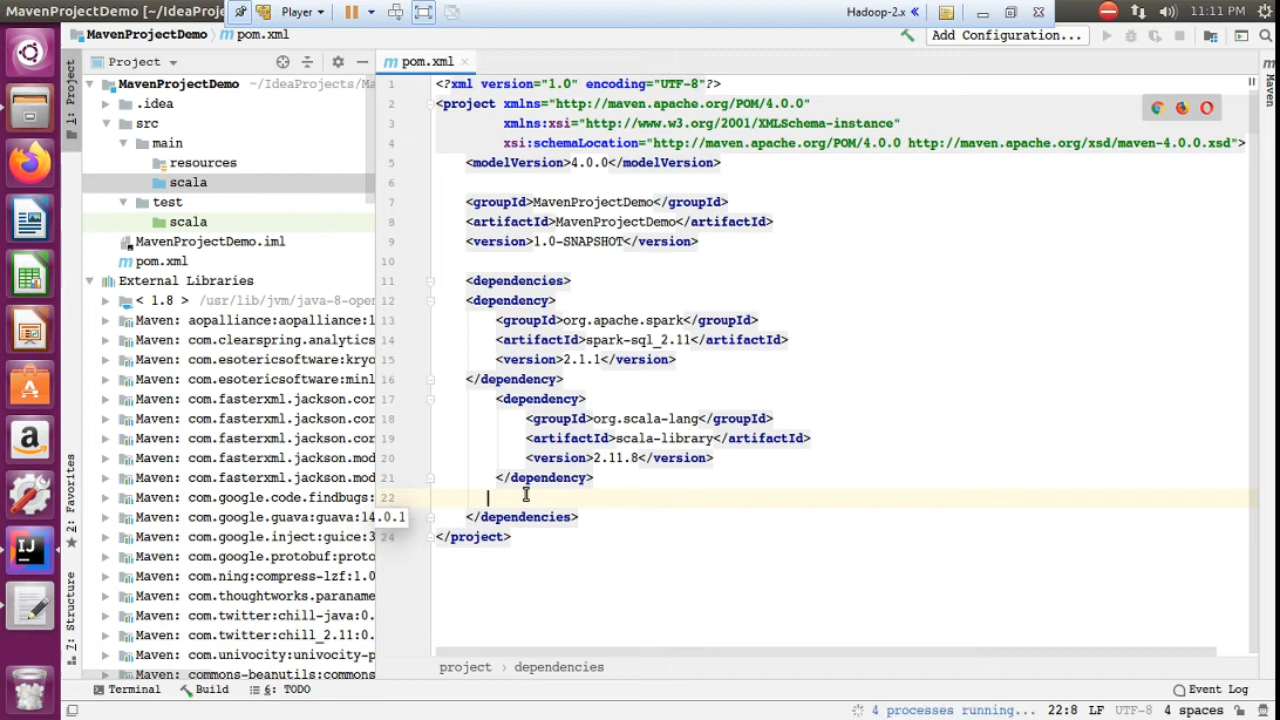 MavenProjectDemo [~/IdeaProje
Player
Hadoop-2.x
11:11 PM
MavenProjectDemo
pom.xml
Add Configuration...
1: Project
Project
MavenProjectDemo ~/IdeaProjects/Ma
.idea
src
main
resources
scala
test
scala
MavenProjectDemo.iml
pom.xml
External Libraries
< 1.8 > /usr/lib/jvm/java-8-open
Maven: aopalliance:aopalliance:1
Maven: com.clearspring.analytics
Maven: com.esotericsoftware:kryo
Maven: com.esotericsoftware:minl
Maven: com.fasterxml.jackson.cor
Maven: com.fasterxml.jackson.cor
Maven: com.fasterxml.jackson.dat
Maven: com.fasterxml.jackson.mod
Maven: com.fasterxml.jackson.mod
Maven: com.google.code.findbugs:
Maven: com.google.guava:guava:14.0.1
Maven: com.google.inject:guice:3
Maven: com.google.protobuf:proto
Maven: com.ning:compress-lzf:1.0
Maven: com.thoughtworks.paraname
Maven: com.twitter:chill-java:0.
Maven: com.twitter:chill_2.11:0.
Maven: com.univocity:univocity-p
Maven: commons-beanutils:commons
2: Favorites
7: Structure
pom.xml
1 <?xml version="1.0" encoding="UTF-8"?>
2 <project xmlns="http://maven.apache.org/POM/4.0.0"
3 xmlns:xsi="http://www.w3.org/2001/XMLSchema-instance"
4 xsi:schemaLocation="http://maven.apache.org/POM/4.0.0 http://maven.apache.org/xsd/maven-4.0.0.xsd">
5 <modelVersion>4.0.0</modelVersion>
6
7 <groupId>MavenProjectDemo</groupId>
8 <artifactId>MavenProjectDemo</artifactId>
9 <version>1.0-SNAPSHOT</version>
10
11 <dependencies>
12 <dependency>
13 <groupId>org.apache.spark</groupId>
14 <artifactId>spark-sql_2.11</artifactId>
15 <version>2.1.1</version>
16 </dependency>
17 <dependency>
18 <groupId>org.scala-lang</groupId>
19 <artifactId>scala-library</artifactId>
20 <version>2.11.8</version>
21 </dependency>
22
</dependencies>
24 </project>
Maven
project › dependencies
Terminal
Build
6: TODO
Event Log
4 processes running...
22:8
LF
UTF-8
4 spaces